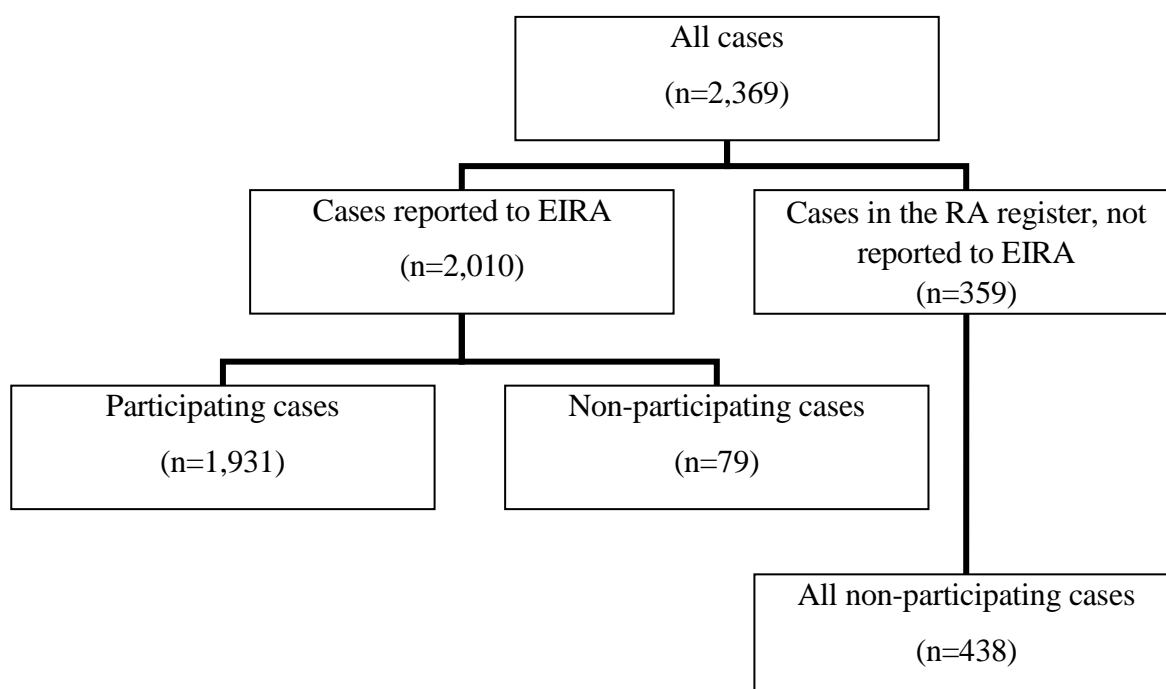 All cases
(n=2,369)
Cases reported to EIRA
(n=2,010)
Cases in the RA register, not
reported to EIRA
(n=359)
Participating cases
(n=1,931)
Non-participating cases
(n=79)
All non-participating cases
(n=438)